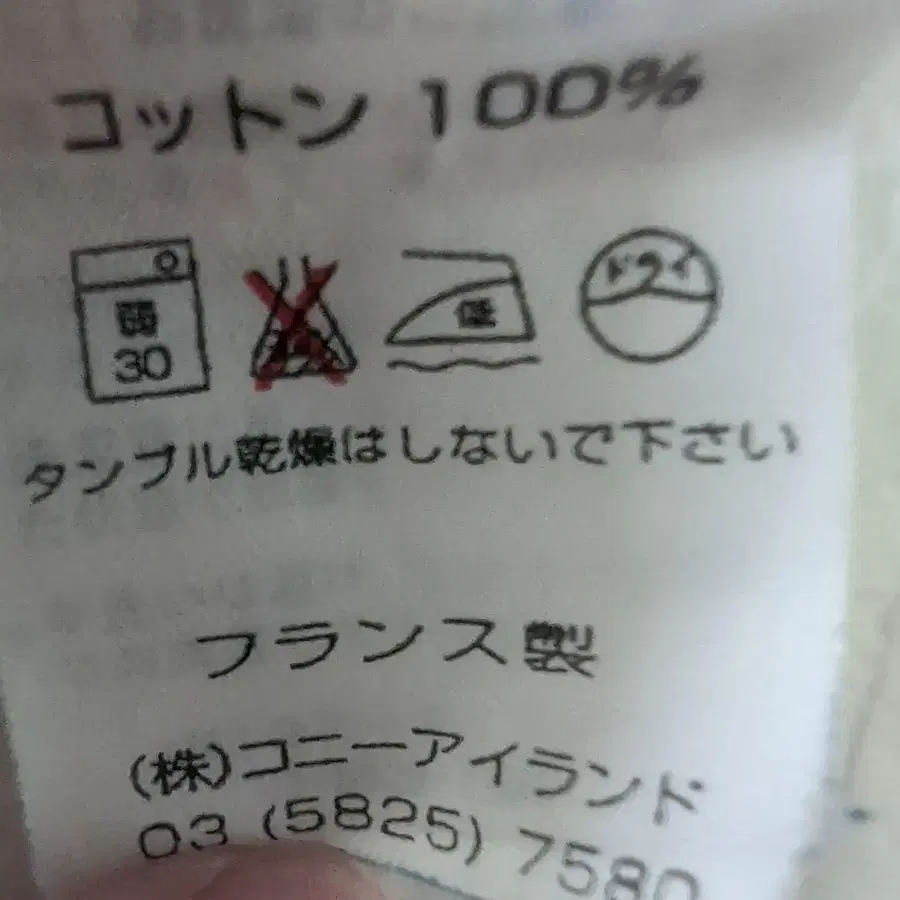 コットン 100%
弱 30 低 ドライ
タンブル乾燥はしないで下さい
フランス製
(株)コニーアイランド
03 (5825) 7580